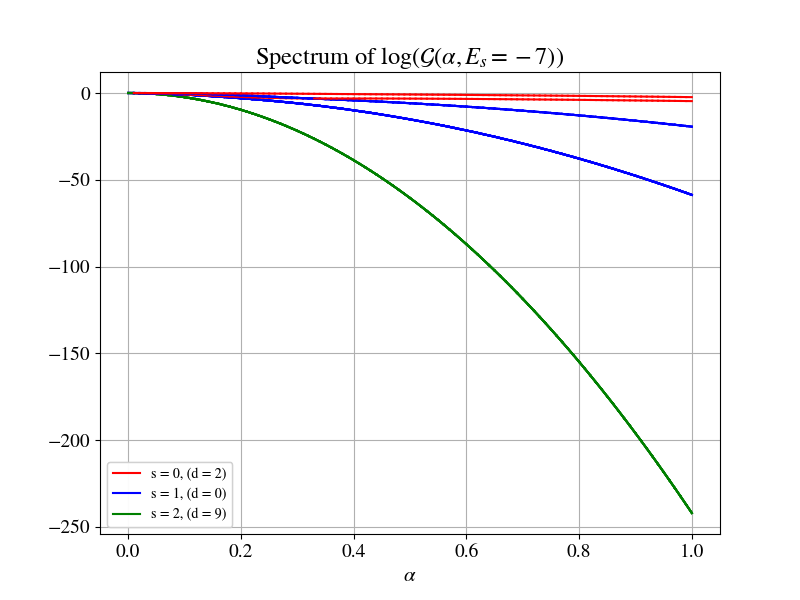 Spectrum of log(𝒢(α, E_s = −7))
0
−50
−100
−150
−200
−250
s = 0, (d = 2)
s = 1, (d = 0)
s = 2, (d = 9)
0.0 0.2 0.4 0.6 0.8 1.0
α